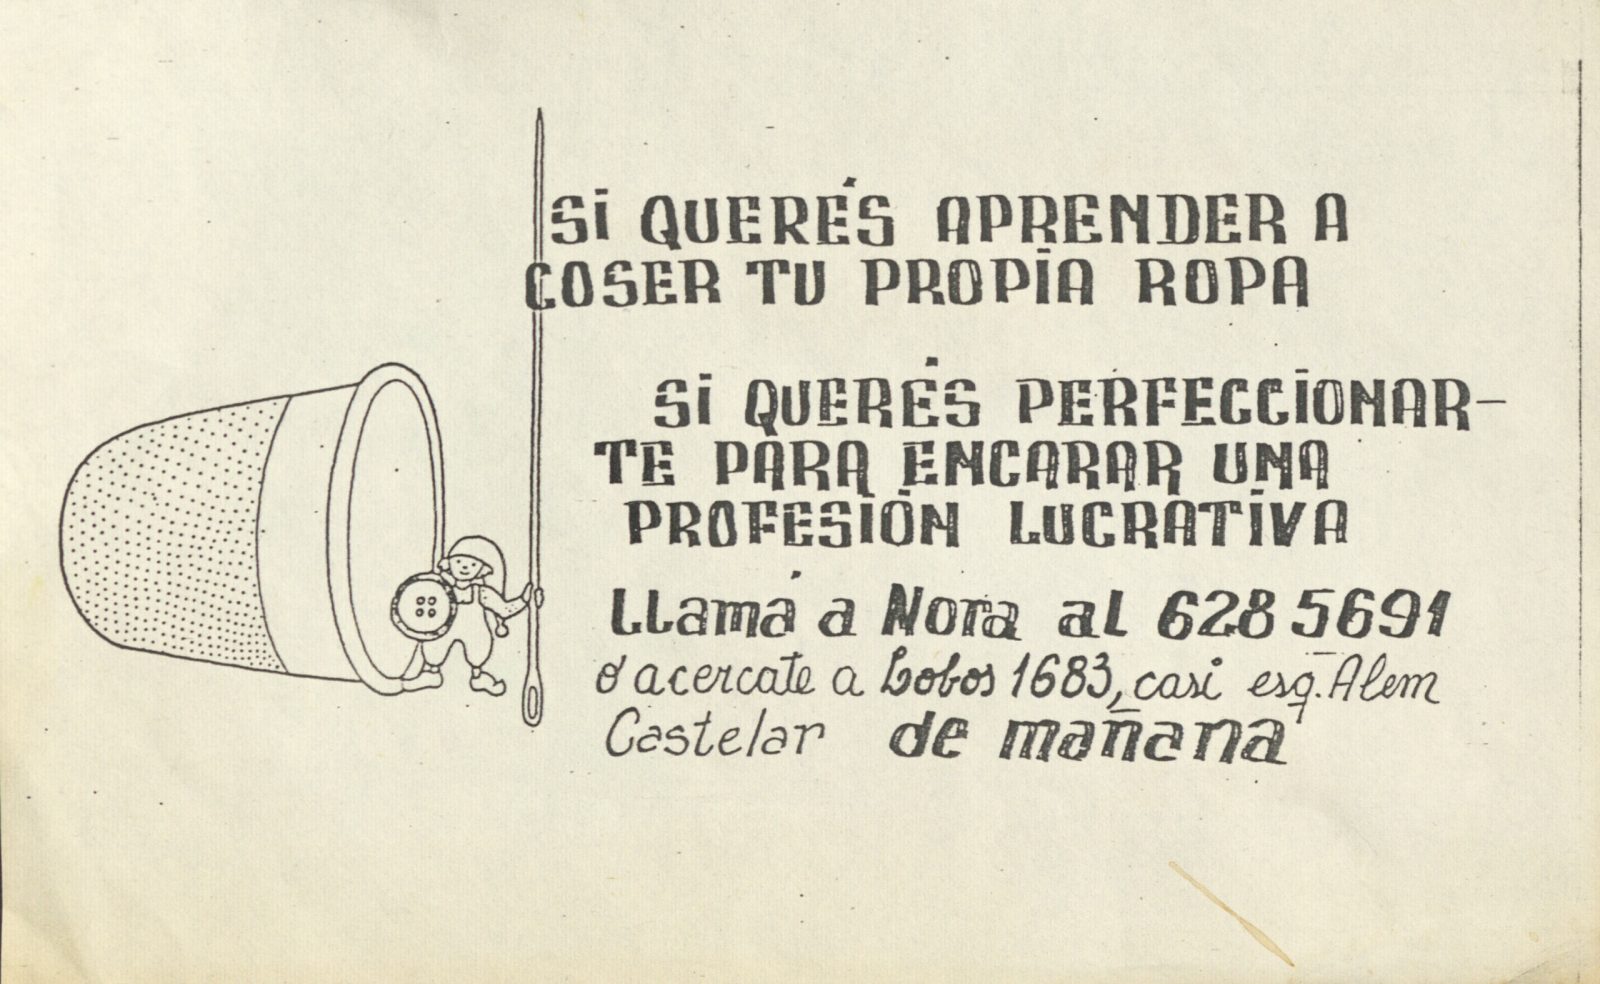 Si QUERÉS APRENDER A
COSER TU PROPiA ROPA
Si QUERÉS PERFECCiONAR-
TE PARA ENCARAR UNA
PROFESiÓN LUCRATiVA
LLamá a Nora al 628 5691
ó acercate a Lobos 1683, casi esq. Alem
Castelar de mañana